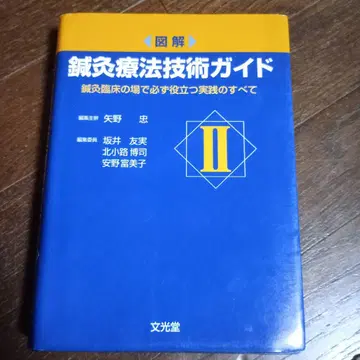 図解
鍼灸療法技術ガイド
鍼灸臨床の場で必ず役立つ実践のすべて
編集主幹 矢野 忠
編集委員 坂井 友実
北小路 博司
安野 富美子
II
文光堂